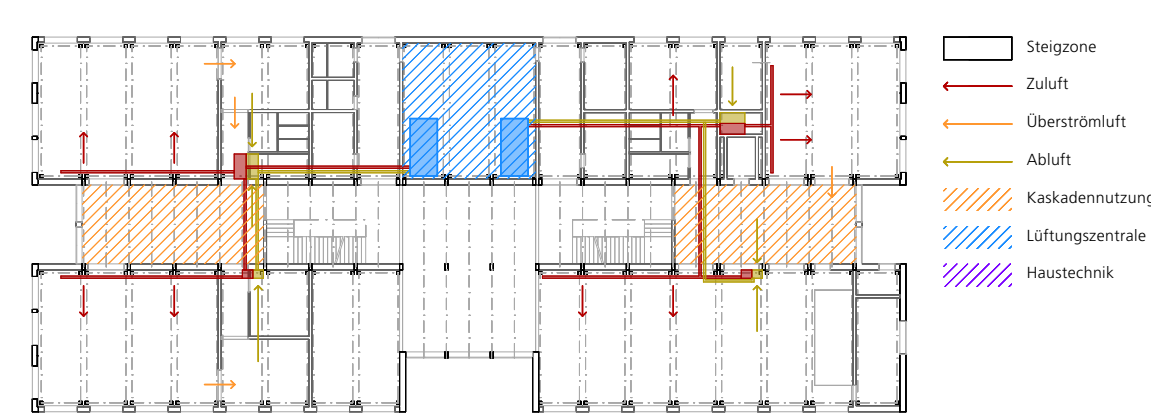 Steigzone
Zuluft
Überströmluft
Abluft
Kaskadennutzung
Lüftungszentrale
Haustechnik